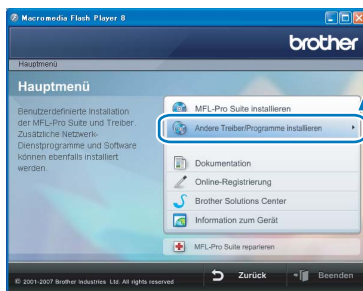 Macromedia Flash Player 8
brother
Hauptmenü
Hauptmenü
Benutzerdefinierte Installation
der MFL-Pro Suite und Treiber.
Zusätzliche Netzwerk-
Dienstprogramme und Software
können ebenfalls installiert
werden.
MFL-Pro Suite installieren
Andere Treiber/Programme installieren
Dokumentation
Online-Registrierung
Brother Solutions Center
Information zum Gerät
MFL-Pro Suite reparieren
© 2001-2007 Brother Industries Ltd. All rights reserved
Zurück
Beenden